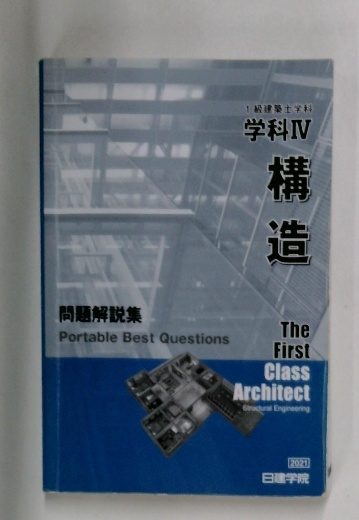 1級建築士学科
学科Ⅳ
構造
問題解説集
Portable Best Questions
The
First
Class
Architect
Structural Engineering
2021
日建学院